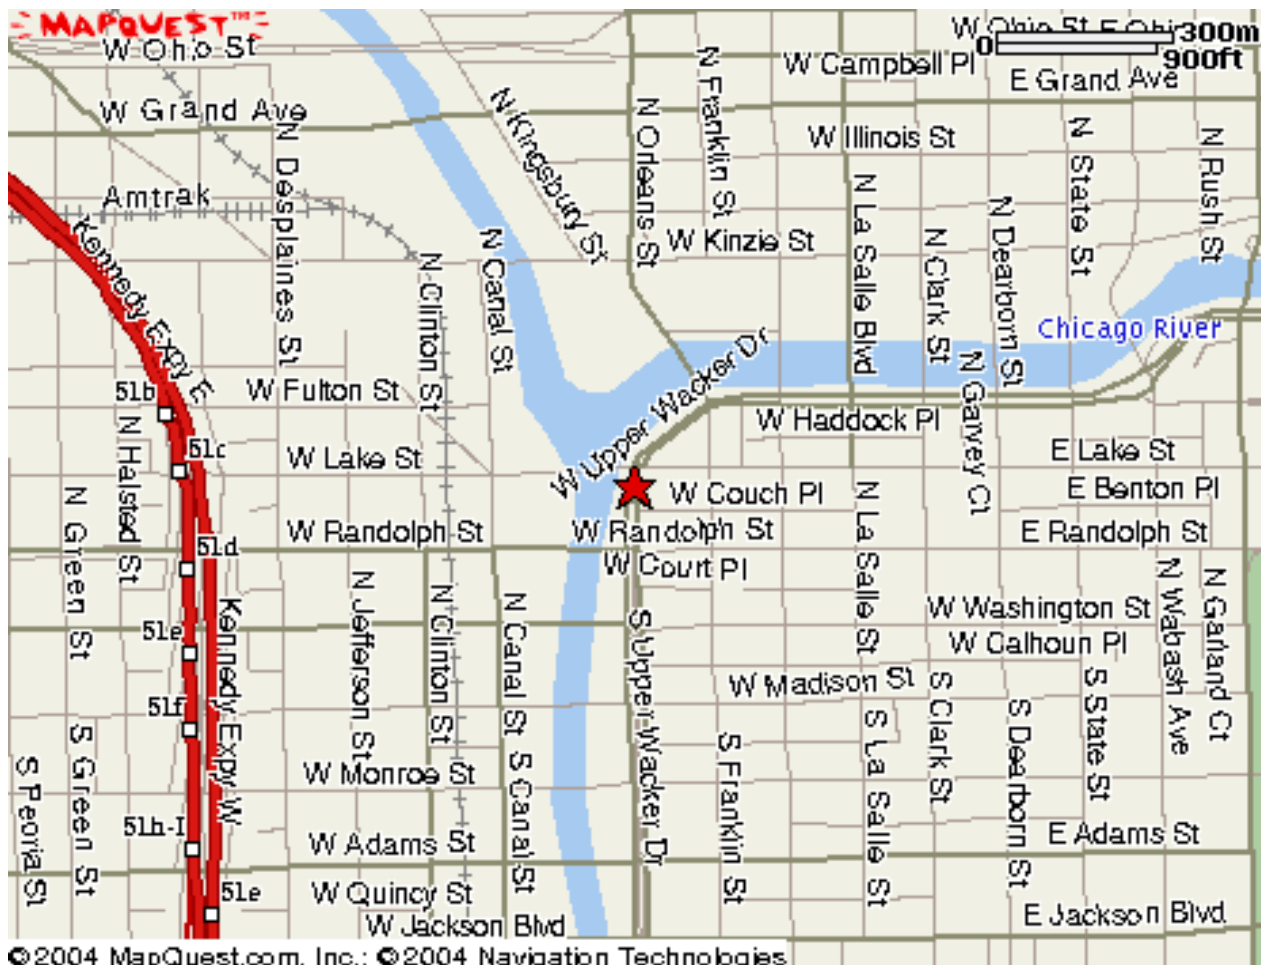 MAPQUEST™
W Ohio St
W Ohio St
E Ohio
0
300m
900ft
W Campbell Pl
E Grand Ave
W Grand Ave
N Kingsbury St
N Orleans St
N Franklin St
W Illinois St
N State St
N Rush St
N Desplaines St
Amtrak
N La Salle Blvd
N Dearborn St
Kennedy Expy E
N Canal St
W Kinzie St
N Clark St
N Clinton St
Chicago River
W Upper Wacker Dr
N Garvey Ct
51b
W Fulton St
W Haddock Pl
N Halsted St
51c
W Lake St
E Lake St
N Green St
W Couch Pl
N La Salle St
E Benton Pl
W Randolph St
W Randolph St
E Randolph St
51d
W Court Pl
N Jefferson St
N Clinton St
N Canal St
S Upper Wacker Dr
N Wabash Ave
N Garland Ct
Kennedy Expy W
W Washington St
51e
W Calhoun Pl
W Madison St
S Clark St
S State St
51f
S Green St
S Peoria St
S Canal St
S Franklin St
S La Salle St
S Dearborn St
W Monroe St
51h-I
W Adams St
E Adams St
51e
W Quincy St
W Jackson Blvd
E Jackson Blvd
©2004 MapQuest.com, Inc.; ©2004 Navigation Technologies